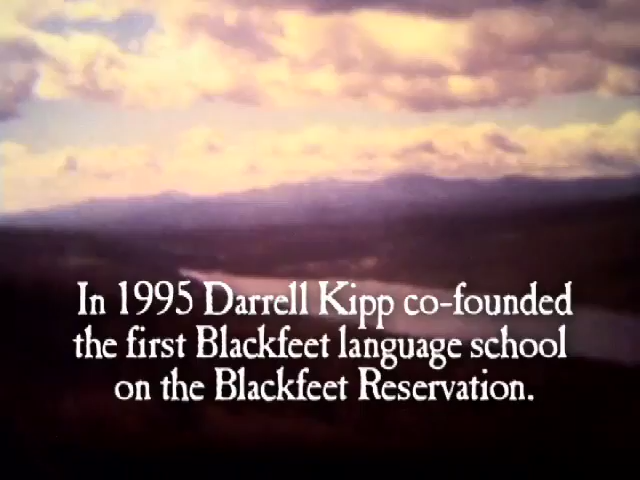 In 1995 Darrell Kipp co-founded
the first Blackfeet language school
on the Blackfeet Reservation.